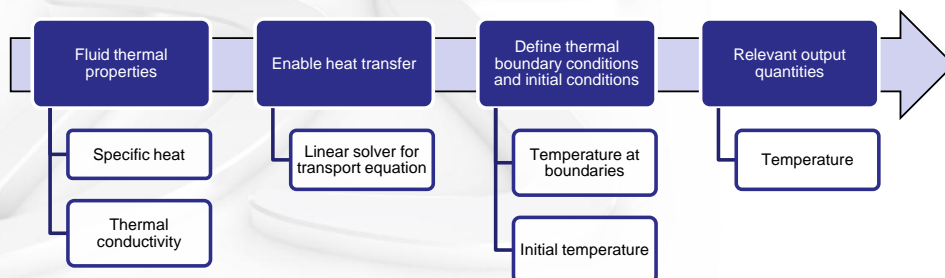 Fluid thermal
properties
Specific heat
Thermal
conductivity
Enable heat transfer
Linear solver for
transport equation
Define thermal
boundary conditions
and initial conditions
Temperature at
boundaries
Initial temperature
Relevant output
quantities
Temperature